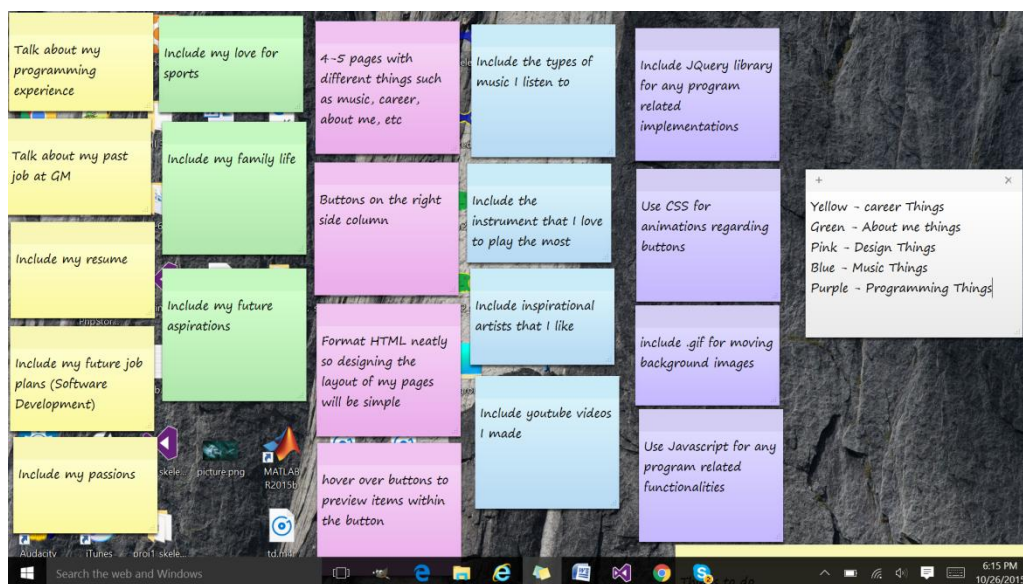 Talk about my
programming
experience
Talk about my past
job at GM
Include my resume
Include my future job
plans (Software
Development)
Include my passions
Include my love for
sports
Include my family life
Include my future
aspirations
4-5 pages with
different things such
as music, career,
about me, etc
Buttons on the right
side column
Format HTML neatly
so designing the
layout of my pages
will be simple
hover over buttons to
preview items within
the button
Include the types of
music I listen to
Include the
instrument that I love
to play the most
Include inspirational
artists that I like
Include youtube videos
I made
Include JQuery library
for any program
related
implementations
Use CSS for
animations regarding
buttons
include .gif for moving
background images
Use Javascript for any
program related
functionalities
+
Yellow - career Things
Green - About me things
Pink - Design Things
Blue - Music Things
Purple - Programming Things
PhpStor...
skele...
picture.png
MATLAB
R2015b
Audacity
iTunes
proj1 skele...
Search the web and Windows
6:15 PM